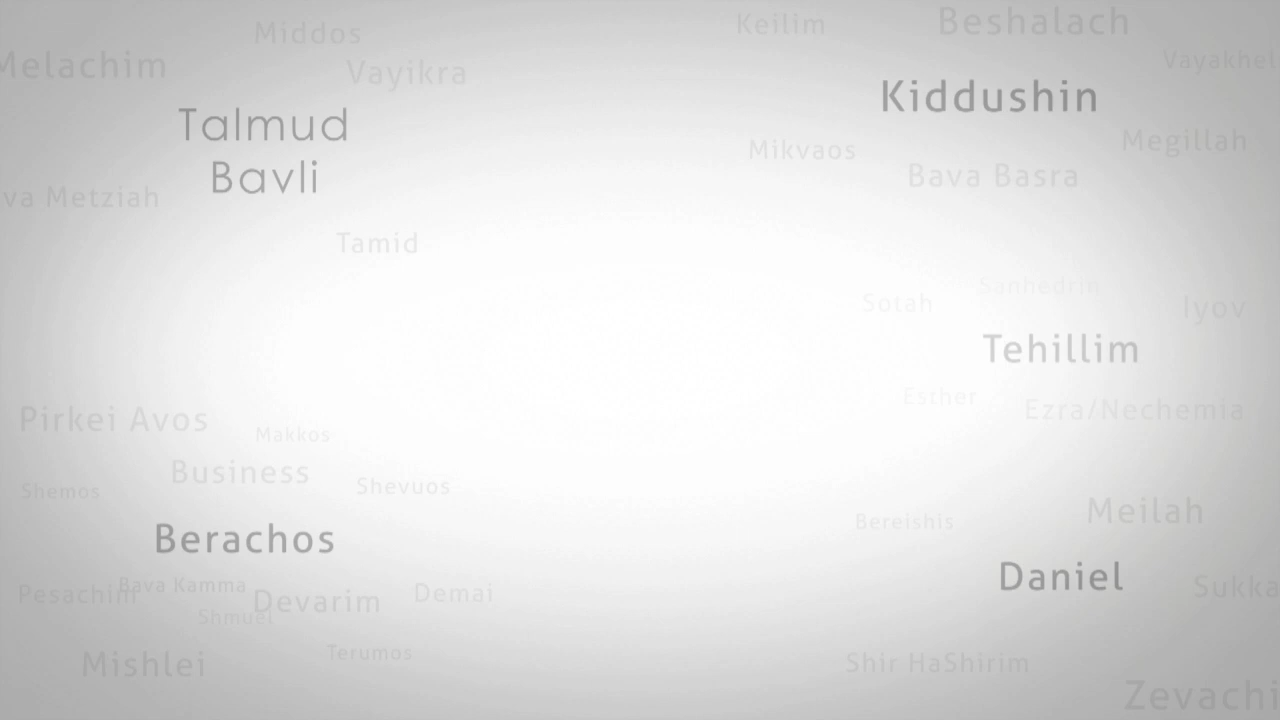 Middos
Keilim
Beshalach
Melachim
Vayikra
Vayakhel
Talmud
Bavli
Kiddushin
Mikvaos
Megillah
Bava Basra
va Metziah
Tamid
Sanhedrin
Sotah
Iyov
Tehillim
Esther
Ezra/Nechemia
Pirkei Avos
Makkos
Business
Shevuos
Shemos
Bereishis
Meilah
Berachos
Daniel
Pesachim
Bava Kamma
Devarim
Demai
Sukka
Shmuel
Terumos
Mishlei
Shir HaShirim
Zevachi